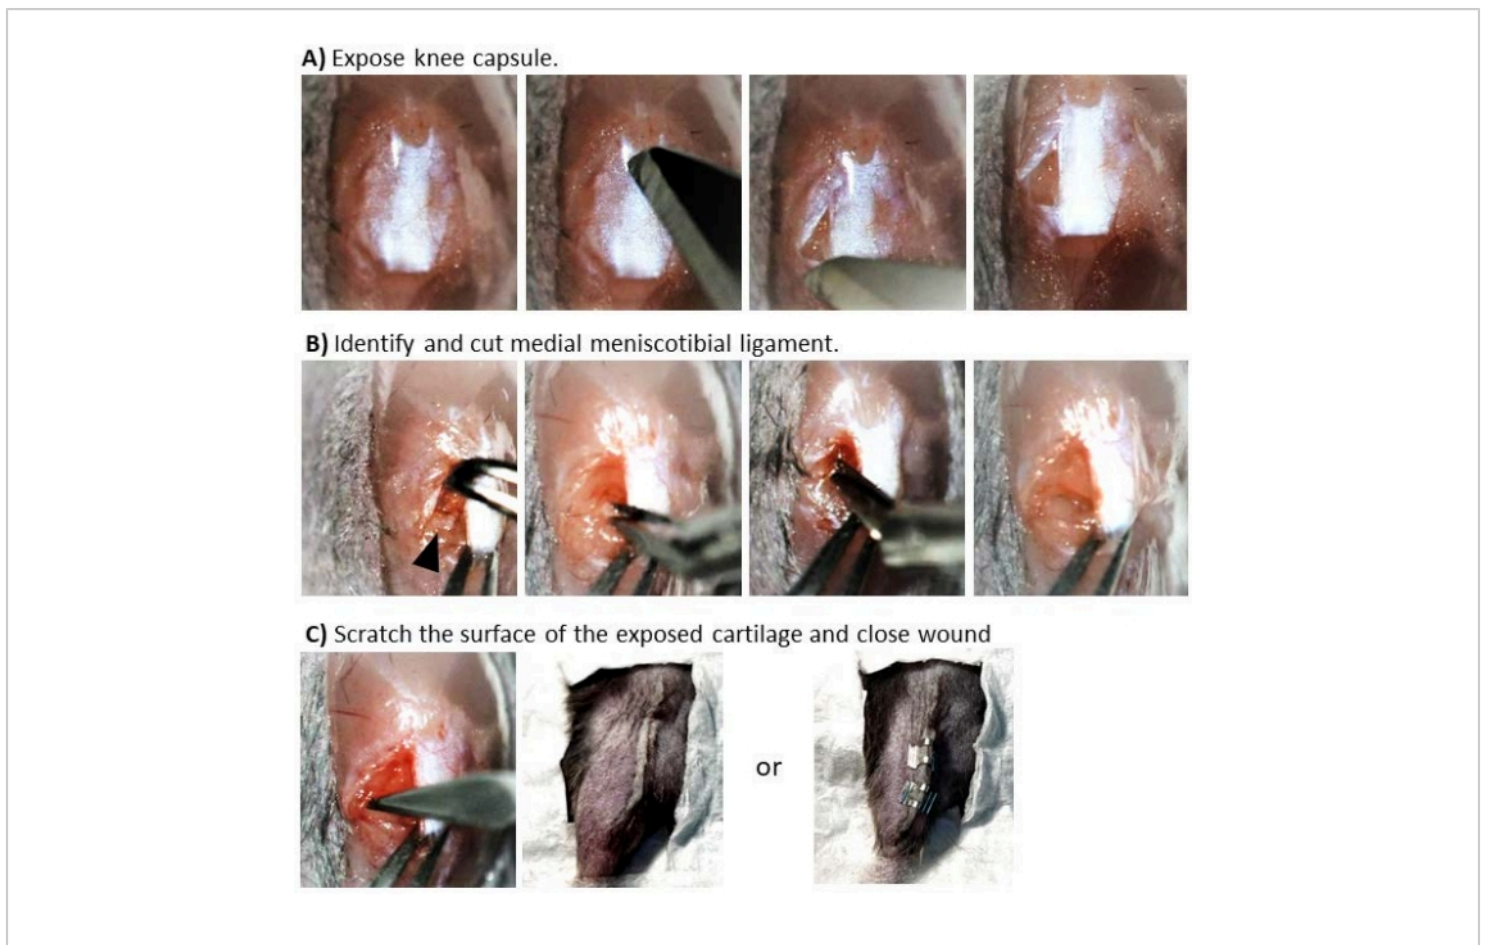 A) Expose knee capsule.
B) Identify and cut medial meniscotibial ligament.
C) Scratch the surface of the exposed cartilage and close wound
or